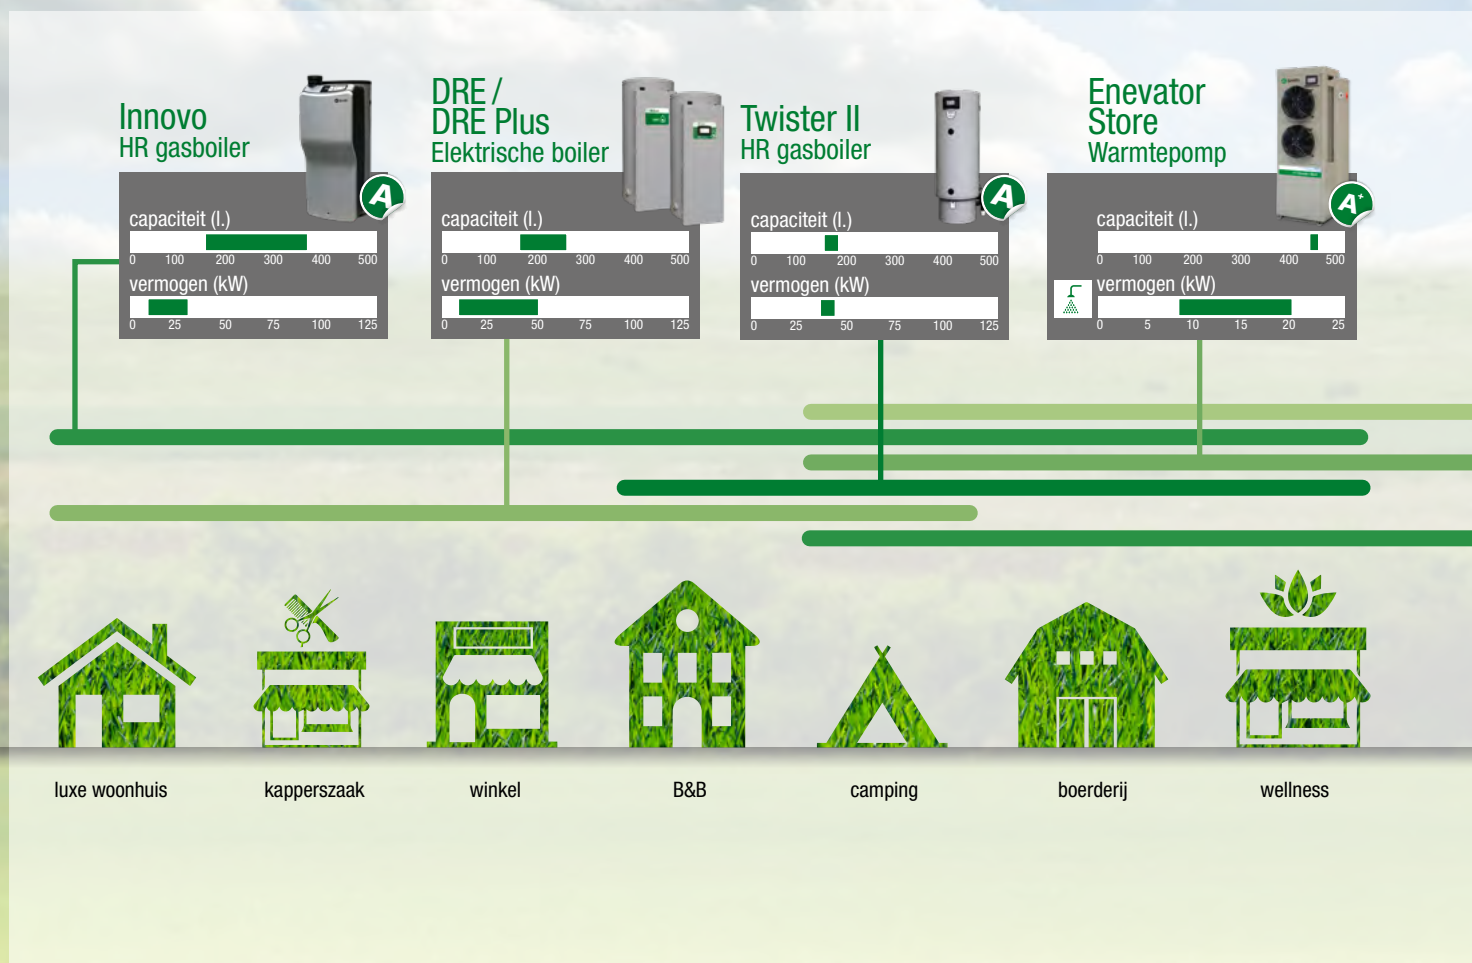 Innovo
HR gasboiler
A
capaciteit (l.)
0 100 200 300 400 500
vermogen (kW)
0 25 50 75 100 125
DRE /
DRE Plus
Elektrische boiler
capaciteit (l.)
0 100 200 300 400 500
vermogen (kW)
0 25 50 75 100 125
Twister II
HR gasboiler
A
capaciteit (l.)
0 100 200 300 400 500
vermogen (kW)
0 25 50 75 100 125
Enevator
Store
Warmtepomp
A+
capaciteit (l.)
0 100 200 300 400 500
vermogen (kW)
0 5 10 15 20 25
luxe woonhuis
kapperszaak
winkel
B&B
camping
boerderij
wellness